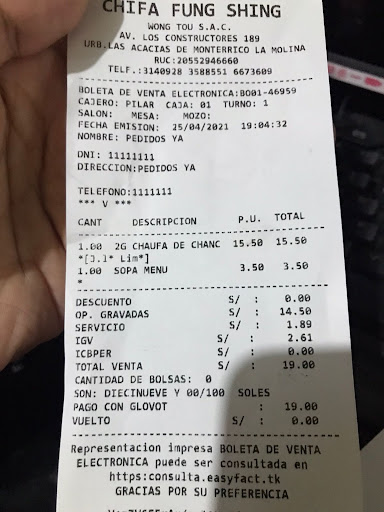 CHIFA FUNG SHING
WONG TOU S.A.C.
AV. LOS CONSTRUCTORES 189
URB.LAS ACACIAS DE MONTERRICO LA MOLINA
RUC:20552946660
TELF.:3140928 3588551 6673609
BOLETA DE VENTA ELECTRONICA:BO01-46959
CAJERO: PILAR CAJA: 01 TURNO: 1
SALON: MESA: MOZO:
FECHA EMISION: 25/04/2021 19:04:32
NOMBRE: PEDIDOS YA
DNI: 11111111
DIRECCION:PEDIDOS YA
TELEFONO:1111111
*** V ***
CANT DESCRIPCION P.U. TOTAL
1.00 2G CHAUFA DE CHANC 15.50 15.50
*[J.1* Lim*]
1.00 SOPA MENU 3.50 3.50
*
DESCUENTO S/ : 0.00
OP. GRAVADAS S/ : 14.50
SERVICIO S/ : 1.89
IGV S/ : 2.61
ICBPER S/ : 0.00
TOTAL VENTA S/ : 19.00
CANTIDAD DE BOLSAS: 0
SON: DIECINUEVE Y 00/100 SOLES
PAGO CON GLOVOT : 19.00
VUELTO S/ : 0.00
Representacion impresa BOLETA DE VENTA
ELECTRONICA puede ser consultada en
https:consulta.easyfact.tk
GRACIAS POR SU PREFERENCIA